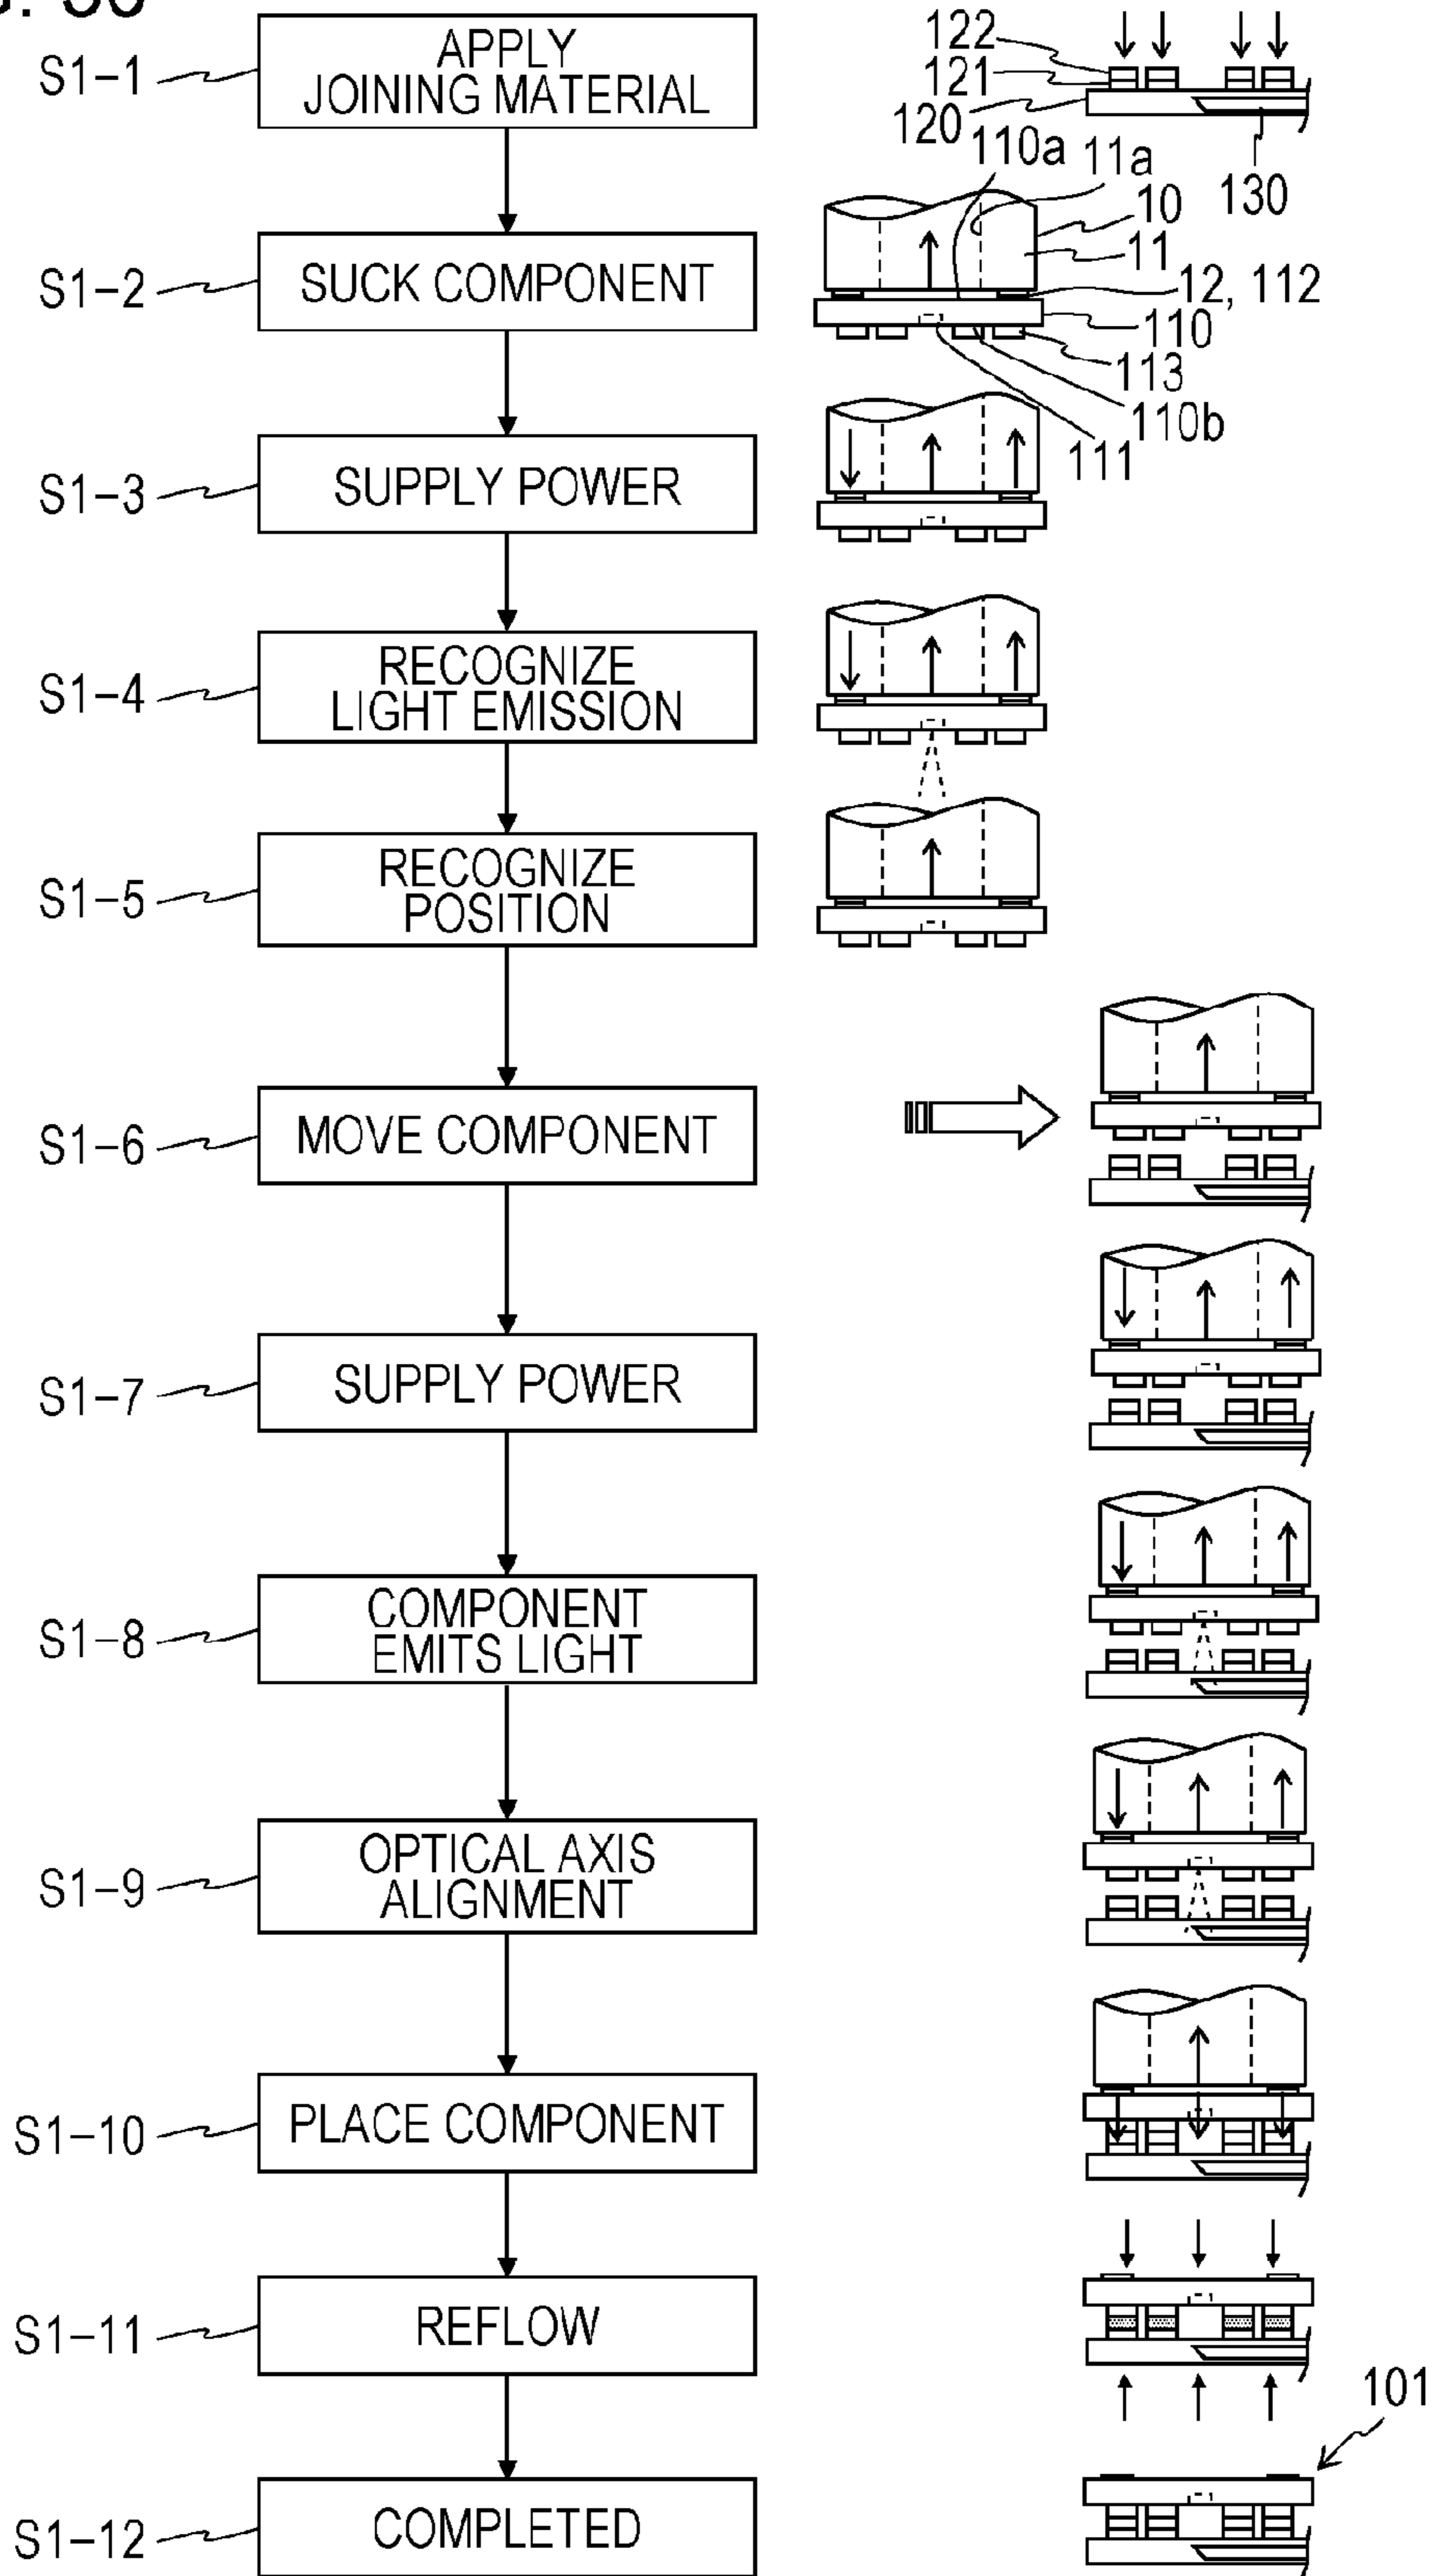 S1-1
APPLY
JOINING MATERIAL
122
121
120
130
110a
11a
10
11
12, 112
110
113
110b
111
S1-2
SUCK COMPONENT
S1-3
SUPPLY POWER
S1-4
RECOGNIZE
LIGHT EMISSION
S1-5
RECOGNIZE
POSITION
S1-6
MOVE COMPONENT
S1-7
SUPPLY POWER
S1-8
COMPONENT
EMITS LIGHT
S1-9
OPTICAL AXIS
ALIGNMENT
S1-10
PLACE COMPONENT
S1-11
REFLOW
101
S1-12
COMPLETED